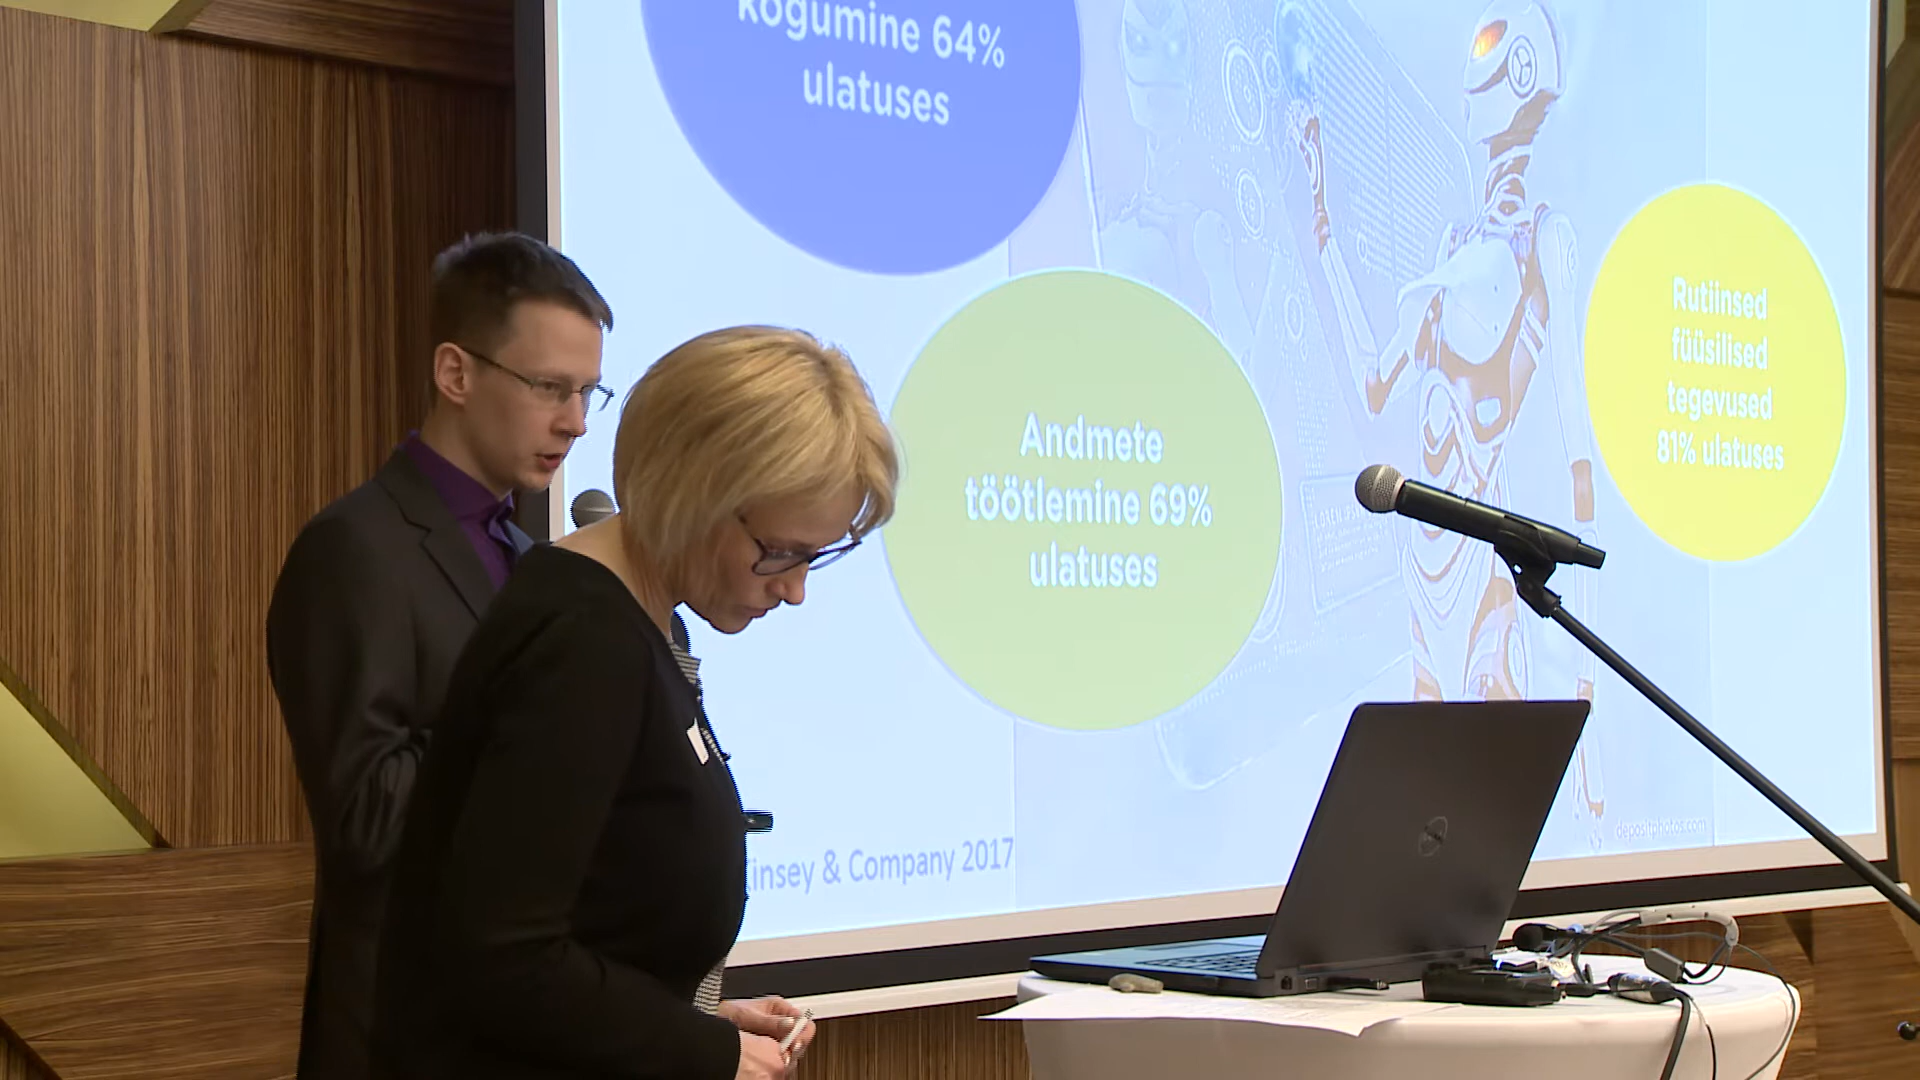 kogumine 64%
ulatuses
Andmete
töötlemine 69%
ulatuses
Rutiinsed
füüsilised
tegevused
81% ulatuses
insey & Company 2017
depositphotos.com